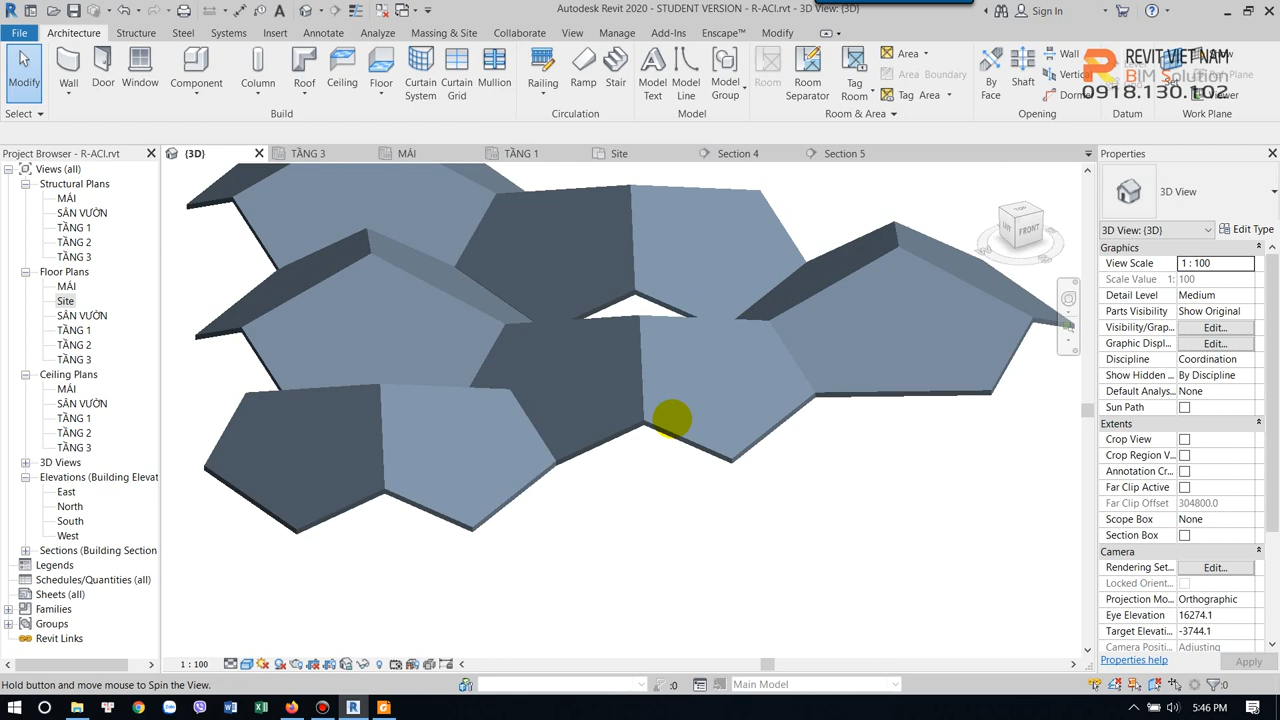 Autodesk Revit 2020 - STUDENT VERSION - R-ACI.rvt - 3D View: {3D}
Sign In
File
Architecture
Structure
Steel
Systems
Insert
Annotate
Analyze
Massing & Site
Collaborate
View
Manage
Add-Ins
Enscape™
Modify
Modify
Wall
Door
Window
Component
Column
Roof
Ceiling
Floor
Curtain System
Curtain Grid
Mullion
Railing
Ramp
Stair
Model Text
Model Line
Model Group
Room
Room Separator
Tag Room
Area
Area Boundary
Tag Area
By Face
Shaft
Wall
Vertical
Dormer
Viewer
REVIT VIET NAM
BIM Solution
0918.130.102
Select
Build
Circulation
Model
Room & Area
Opening
Datum
Work Plane
Project Browser - R-ACI.rvt
{3D}
TẦNG 3
MÁI
TẦNG 1
Site
Section 4
Section 5
Properties
Views (all)
Structural Plans
MÁI
SÂN VƯỜN
TẦNG 1
TẦNG 2
TẦNG 3
Floor Plans
MÁI
Site
SÂN VƯỜN
TẦNG 1
TẦNG 2
TẦNG 3
Ceiling Plans
MÁI
SÂN VƯỜN
TẦNG 1
TẦNG 2
TẦNG 3
3D Views
Elevations (Building Elevat
East
North
South
West
Sections (Building Section
Legends
Schedules/Quantities (all)
Sheets (all)
Families
Groups
Revit Links
TOP
FRONT
3D View
3D View: {3D}
Edit Type
Graphics
View Scale 1 : 100
Scale Value 1: 100
Detail Level Medium
Parts Visibility Show Original
Visibility/Grap... Edit...
Graphic Displ... Edit...
Discipline Coordination
Show Hidden ... By Discipline
Default Analys... None
Sun Path
Extents
Crop View
Crop Region V...
Annotation Cr...
Far Clip Active
Far Clip Offset 304800.0
Scope Box None
Section Box
Camera
Rendering Set... Edit...
Locked Orient...
Projection Mo... Orthographic
Eye Elevation 16274.1
Target Elevati... -3744.1
Camera Positi... Adjusting
Properties help
Apply
1 : 100
Hold button and move mouse to Spin the View.
:0
Main Model
:0
5:46 PM